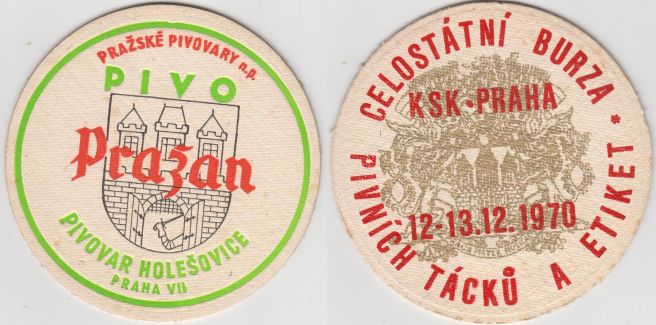 PRAŽSKÉ PIVOVARY n.p.
PIVO
Pražan
PIVOVAR HOLEŠOVICE
PRAHA VII
CELOSTÁTNÍ BURZA
KSK·PRAHA
12-13.12.1970
PIVNÍCH TÁCKŮ A ETIKET *